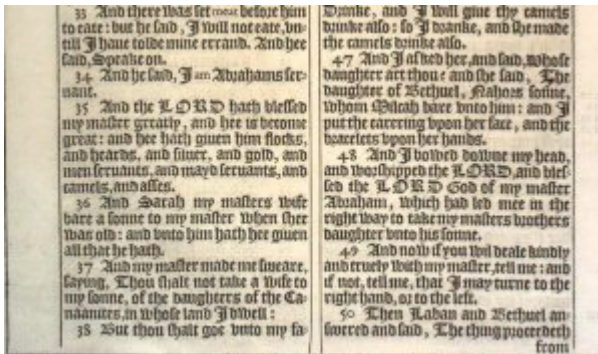 33 And there was set meat before him
to eate: but he said, I will not eate, vn-
till I haue tolde mine errand. And hee
said, Speake on.
34 And he said, I am Abrahams ser-
uant.
35 And the LORD hath blessed
my master greatly, and hee is become
great: and hee hath giuen him flocks,
and heards, and siluer, and gold, and
men seruants, and mayd seruants, and
camels, and asses.
36 And Sarah my masters wife
bare a sonne to my master when shee
was old: and vnto him hath hee giuen
all that he hath.
37 And my master made me sweare,
saying, Thou shalt not take a wife to
my sonne, of the daughters of the Ca-
naanites, in whose land I dwell:
38 But thou shalt goe vnto my fa-
Drinke, and I will giue thy camels
drinke also: so I dranke, and she made
the camels drinke also.
47 And I asked her, and said, whose
daughter art thou? and she said, The
daughter of Bethuel, Nahors sonne,
whom Milcah bare vnto him: and I
put the earering vpon her face, and the
bracelets vpon her hands.
48 And I bowed downe my head,
and worshipped the LORD, and bles-
sed the LORD God of my master
Abraham, which had led mee in the
right way to take my masters brothers
daughter vnto his sonne.
49 And now if you wil deale kindly
and truely with my master, tell me: and
if not, tell me, that I may turne to the
right hand, or to the left.
50 Then Laban and Bethuel an-
swered and said, The thing proceedeth
from